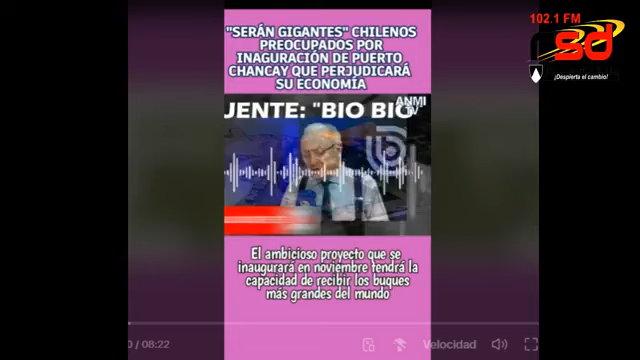 102.1 FM
sd
¡Despierta el cambio!
"SERÁN GIGANTES" CHILENOS
PREOCUPADOS POR
INAGURACIÓN DE PUERTO
CHANCAY QUE PERJUDICARÁ
SU ECONOMÍA
ANMI
TV
UENTE: "BIO BIO
El ambicioso proyecto que se
inaugurará en noviembre tendrá la
capacidad de recibir los buques
más grandes del mundo
0 / 08:22
Velocidad